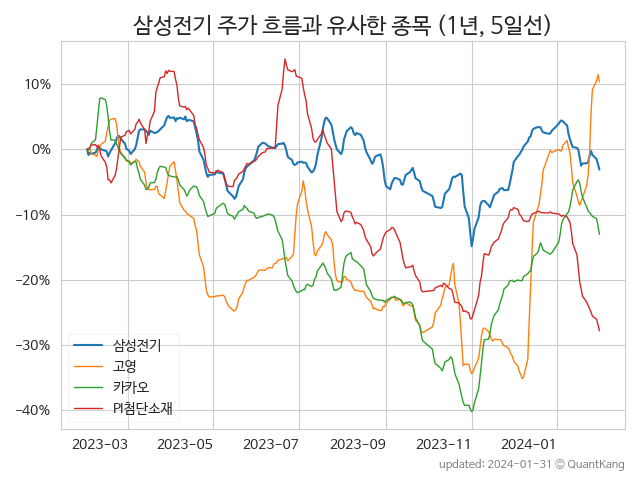 삼성전기 주가 흐름과 유사한 종목 (1년, 5일선)
10%
0%
−10%
−20%
−30%
−40%
삼성전기
고영
카카오
PI첨단소재
2023-03 2023-05 2023-07 2023-09 2023-11 2024-01
updated: 2024-01-31 © QuantKang